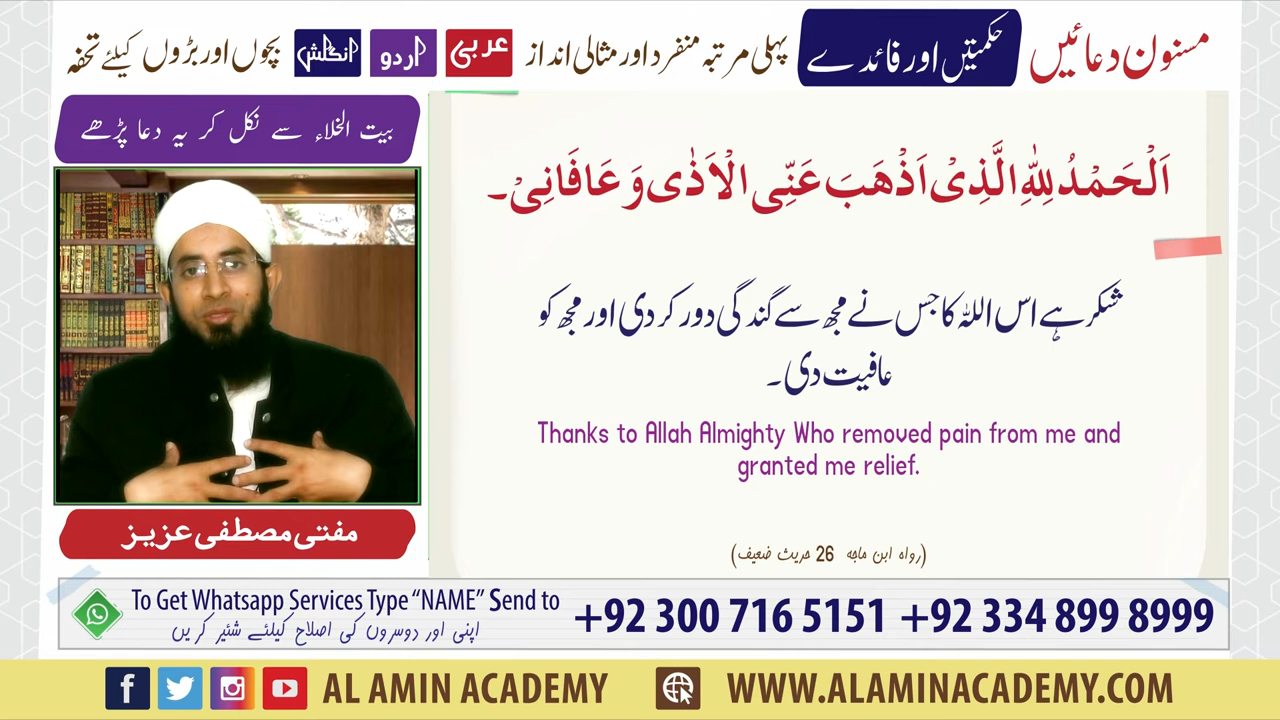 مسنون دعائیں حکمتیں اور فائدے پہلی مرتبہ منفرد اور مثالی انداز عربی اردو انگلش بچوں اور بڑوں کیلئے تحفہ
بیت الخلاء سے نکل کر یہ دعا پڑھے
اَلْحَمْدُ لِلّٰهِ الَّذِیْ اَذْهَبَ عَنِّی الْاَذٰی وَ عَافَانِیْ۔
شکر ہے اس اللہ کا جس نے مجھ سے گندگی دور کر دی اور مجھ کو
عافیت دی۔
Thanks to Allah Almighty Who removed pain from me and
granted me relief.
(رواہ ابن ماجہ 26 حدیث ضعیف)
مفتی مصطفی عزیز
To Get Whatsapp Services Type “NAME” Send to +92 300 716 5151 +92 334 899 8999
اپنی اور دوسروں کی اصلاح کیلئے شئیر کریں
AL AMIN ACADEMY WWW.ALAMINACADEMY.COM